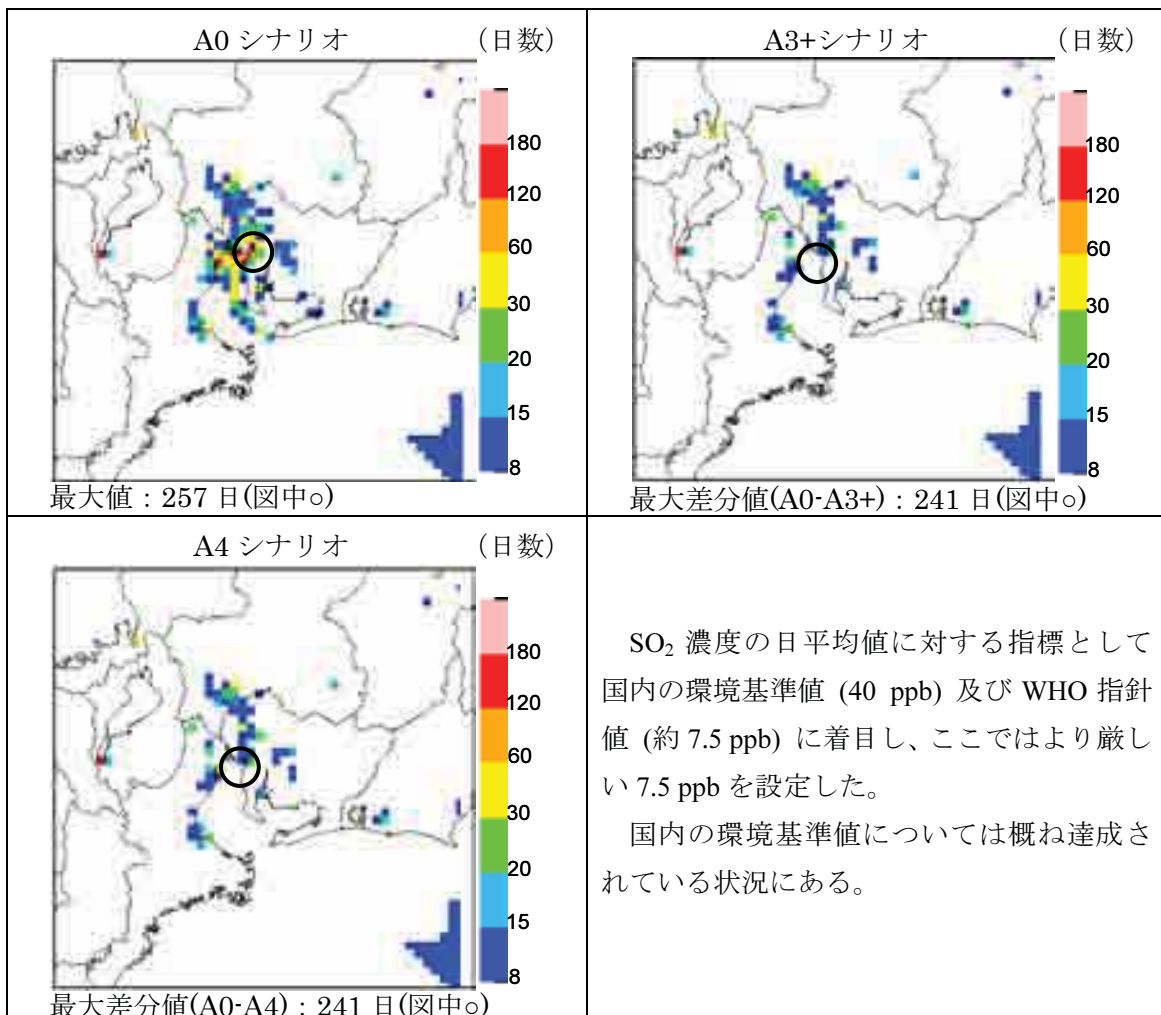 A0 シナリオ （日数）
180
120
60
30
20
15
8
最大値：257 日(図中○)
A3+シナリオ （日数）
180
120
60
30
20
15
8
最大差分値(A0-A3+)：241 日(図中○)
A4 シナリオ （日数）
180
120
60
30
20
15
8
最大差分値(A0-A4)：241 日(図中○)
SO₂ 濃度の日平均値に対する指標として
国内の環境基準値 (40 ppb) 及び WHO 指針
値 (約 7.5 ppb) に着目し、ここではより厳し
い 7.5 ppb を設定した。
国内の環境基準値については概ね達成さ
れている状況にある。